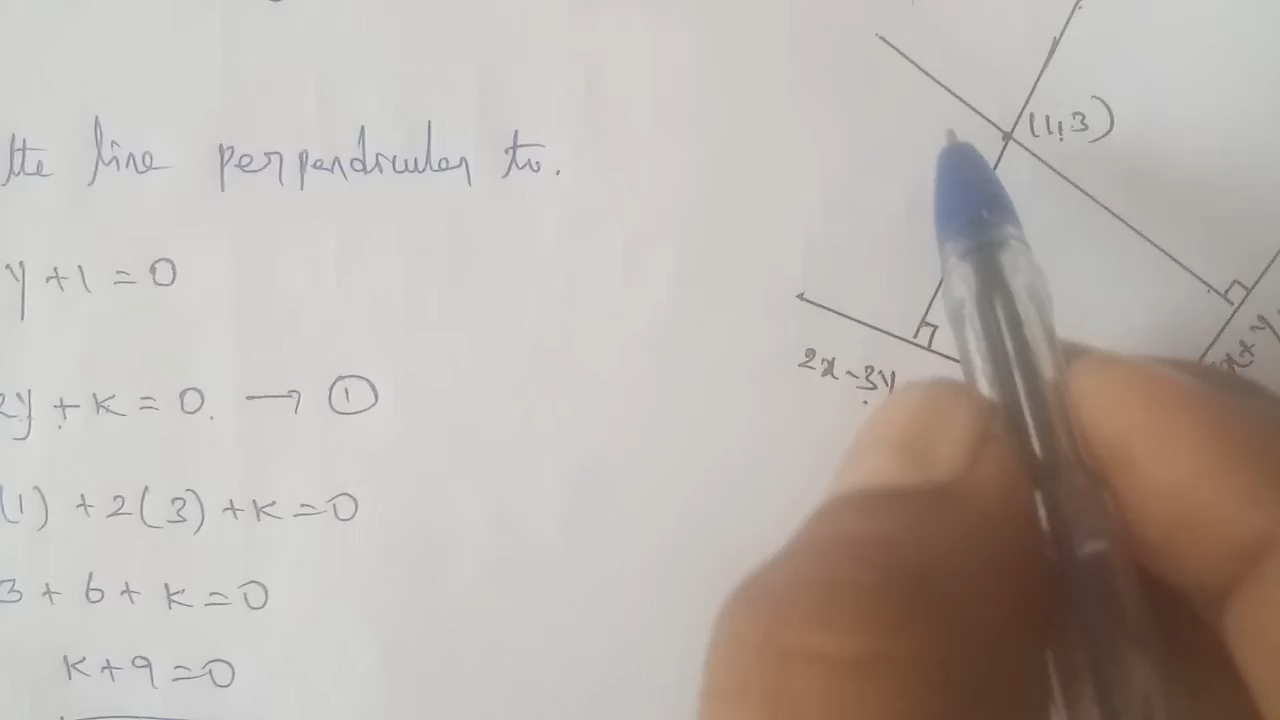 the line perpendicular to.
y + 1 = 0
2y + k = 0. → ①
(1) + 2(3) + k = 0
3 + 6 + k = 0
k + 9 = 0
(1,3)
2x - 3y
x + y